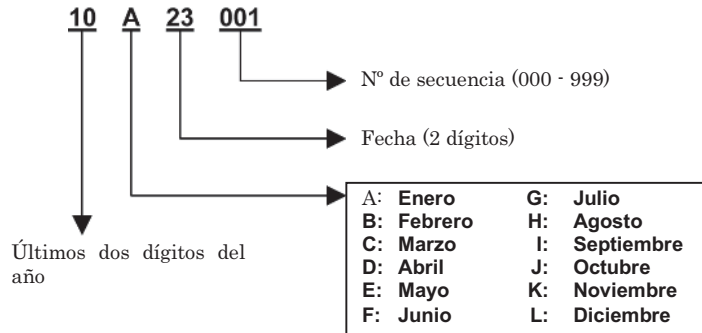 10 A 23 001
Nº de secuencia (000 - 999)
Fecha (2 dígitos)
A: Enero G: Julio
B: Febrero H: Agosto
C: Marzo I: Septiembre
D: Abril J: Octubre
E: Mayo K: Noviembre
F: Junio L: Diciembre
Últimos dos dígitos del
año